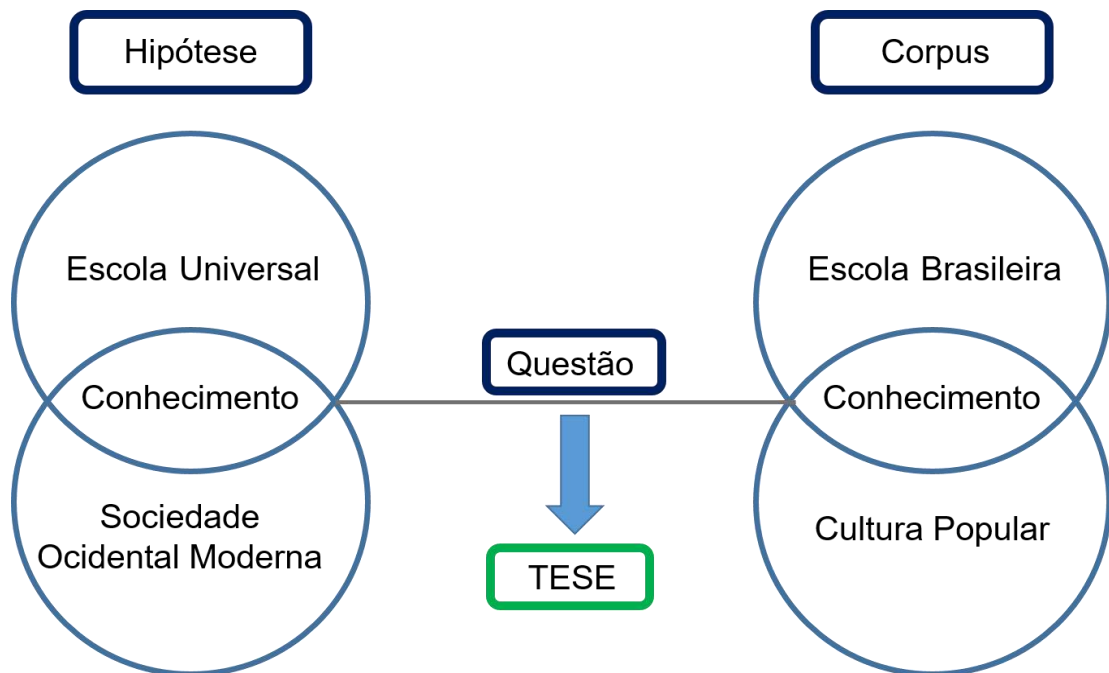 Hipótese
Corpus
Escola Universal
Escola Brasileira
Questão
Conhecimento
Conhecimento
Sociedade
Ocidental Moderna
Cultura Popular
TESE